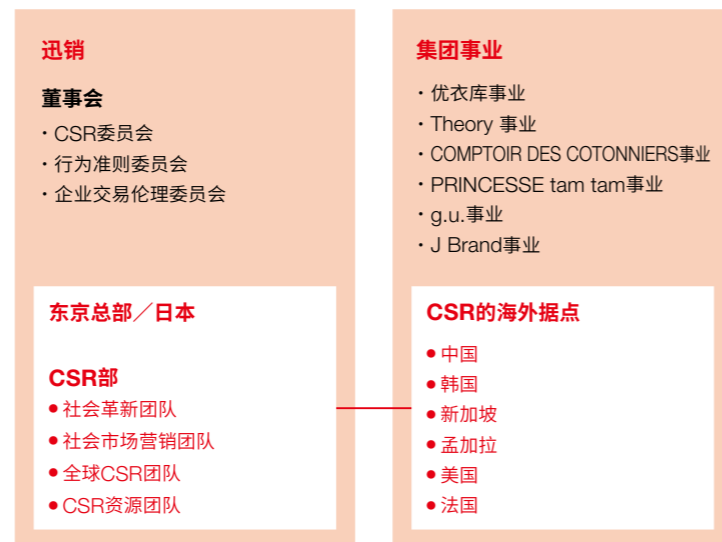 迅销
董事会
・CSR委员会
・行为准则委员会
・企业交易伦理委员会
东京总部／日本
CSR部
●社会革新团队
●社会市场营销团队
●全球CSR团队
●CSR资源团队
集团事业
・优衣库事业
・Theory 事业
・COMPTOIR DES COTONNIERS事业
・PRINCESSE tam tam事业
・g.u.事业
・J Brand事业
CSR的海外据点
●中国
●韩国
●新加坡
●孟加拉
●美国
●法国